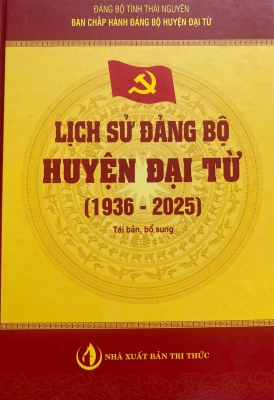 ĐẢNG BỘ TỈNH THÁI NGUYÊN
BAN CHẤP HÀNH ĐẢNG BỘ HUYỆN ĐẠI TỪ
LỊCH SỬ ĐẢNG BỘ
HUYỆN ĐẠI TỪ
(1936 - 2025)
Tái bản, bổ sung
NHÀ XUẤT BẢN TRI THỨC